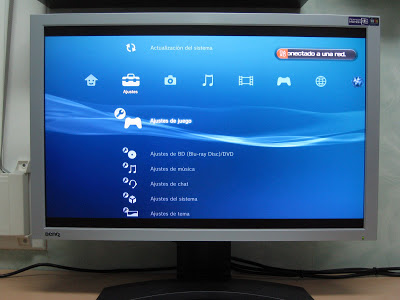 Actualización del sistema
onectado a una red.
Ajustes
Ajustes de juego
Ajustes de BD (Blu-ray Disc)/DVD
Ajustes de música
Ajustes de chat
Ajustes del sistema
Ajustes de tema
BenQ